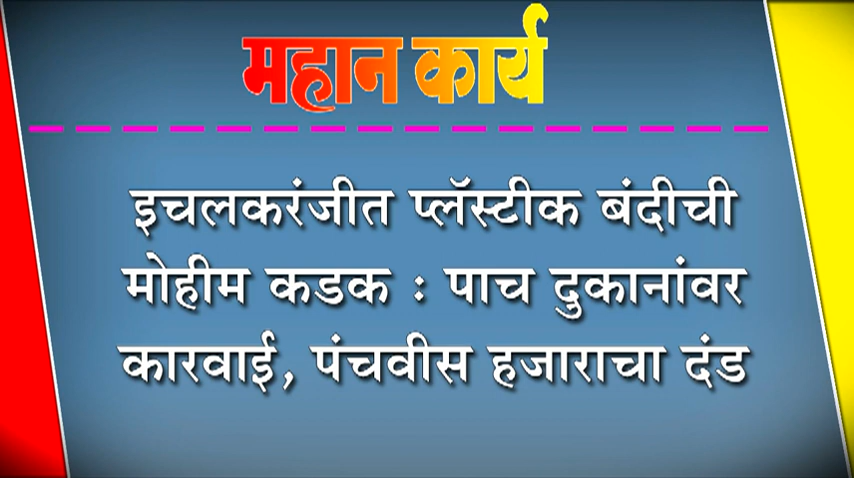 महान कार्य
इचलकरंजीत प्लॅस्टीक बंदीची
मोहीम कडक : पाच दुकानांवर
कारवाई, पंचवीस हजाराचा दंड